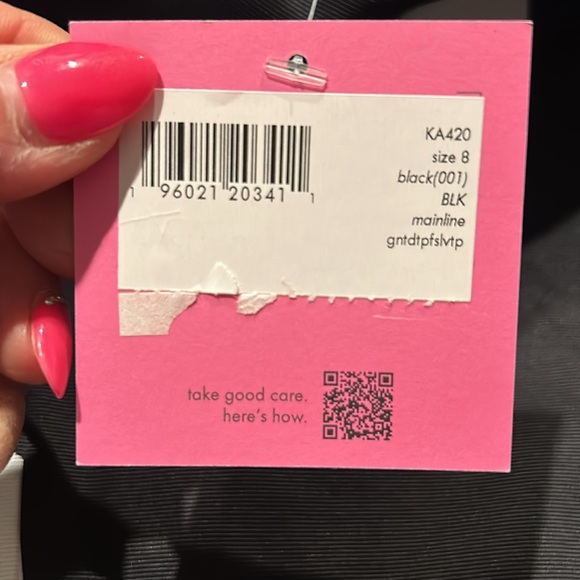 1 96021 20341 1
KA420
size 8
black(001)
BLK
mainline
gntdtpfslvtp
take good care.
here's how.